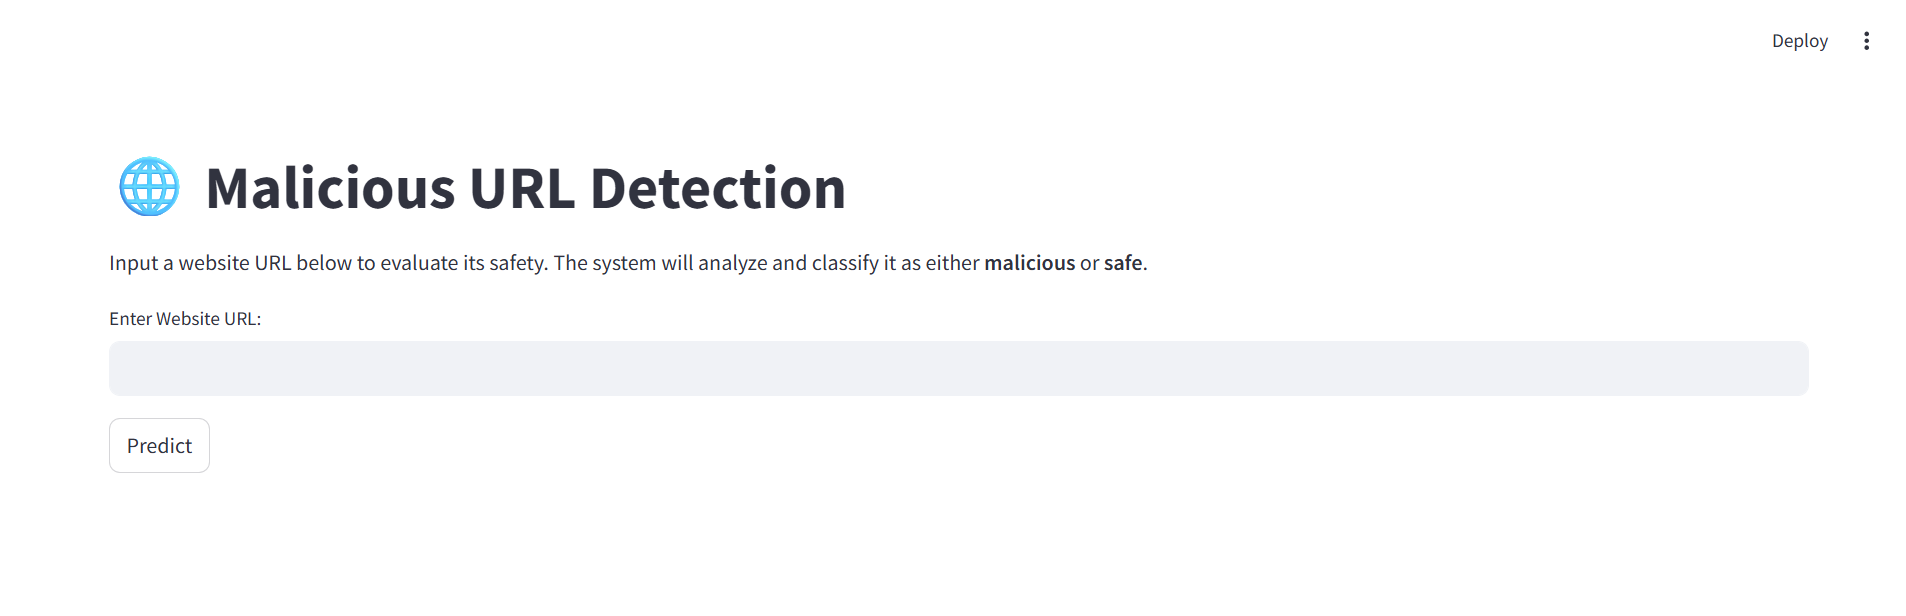 Deploy
Malicious URL Detection
Input a website URL below to evaluate its safety. The system will analyze and classify it as either malicious or safe.
Enter Website URL:
Predict